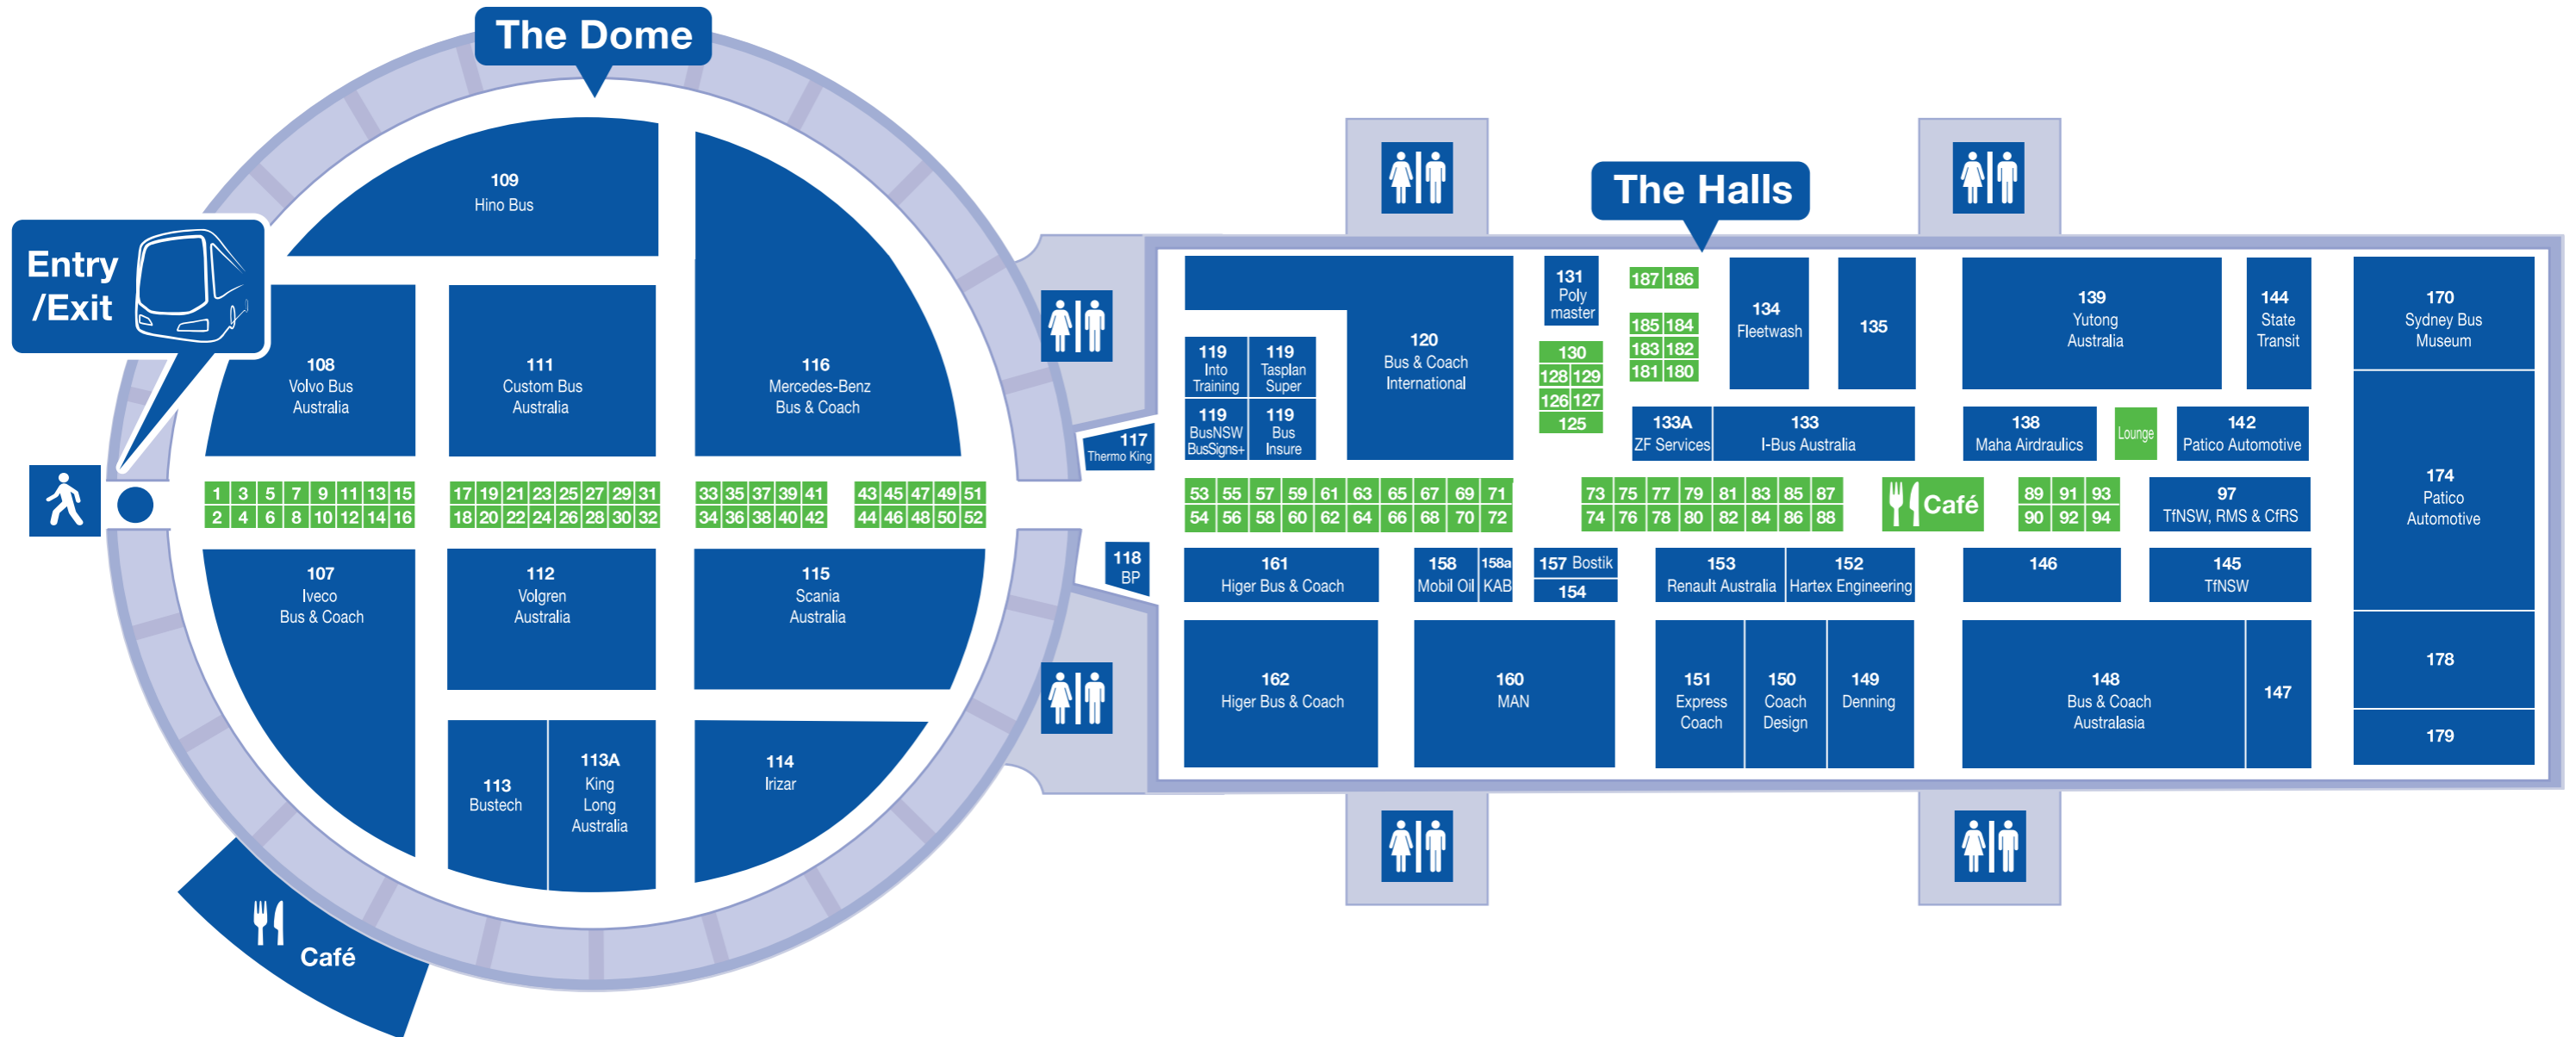 The Dome
Entry
/Exit
109
Hino Bus
108
Volvo Bus
Australia
111
Custom Bus
Australia
116
Mercedes-Benz
Bus & Coach
1 3 5 7 9 11 13 15
2 4 6 8 10 12 14 16
17 19 21 23 25 27 29 31
18 20 22 24 26 28 30 32
33 35 37 39 41
34 36 38 40 42
43 45 47 49 51
44 46 48 50 52
107
Iveco
Bus & Coach
112
Volgren
Australia
115
Scania
Australia
113
Bustech
113A
King
Long
Australia
114
Irizar
Café
117
Thermo King
118
BP
The Halls
119
Into
Training
119
Tasplan
Super
119
BusNSW
BusSigns+
119
Bus
Insure
120
Bus & Coach
International
131
Poly
master
130
128 129
126 127
125
187 186
185 184
183 182
181 180
134
Fleetwash
135
139
Yutong
Australia
144
State
Transit
170
Sydney Bus
Museum
133A
ZF Services
133
I-Bus Australia
138
Maha Airdraulics
Lounge
142
Patico Automotive
174
Patico
Automotive
53 55 57 59 61 63 65 67 69 71
54 56 58 60 62 64 66 68 70 72
73 75 77 79 81 83 85 87
74 76 78 80 82 84 86 88
Café
89 91 93
90 92 94
97
TfNSW, RMS & CfRS
161
Higer Bus & Coach
158
Mobil Oil
158a
KAB
157 Bostik
154
153
Renault Australia
152
Hartex Engineering
146
145
TfNSW
162
Higer Bus & Coach
160
MAN
151
Express
Coach
150
Coach
Design
149
Denning
148
Bus & Coach
Australasia
147
178
179